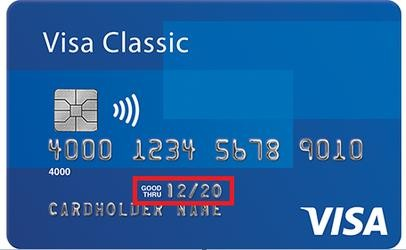 Visa Classic
4000 1234 5678 9010
4000
GOOD THRU 12/20
CARDHOLDER NAME
VISA